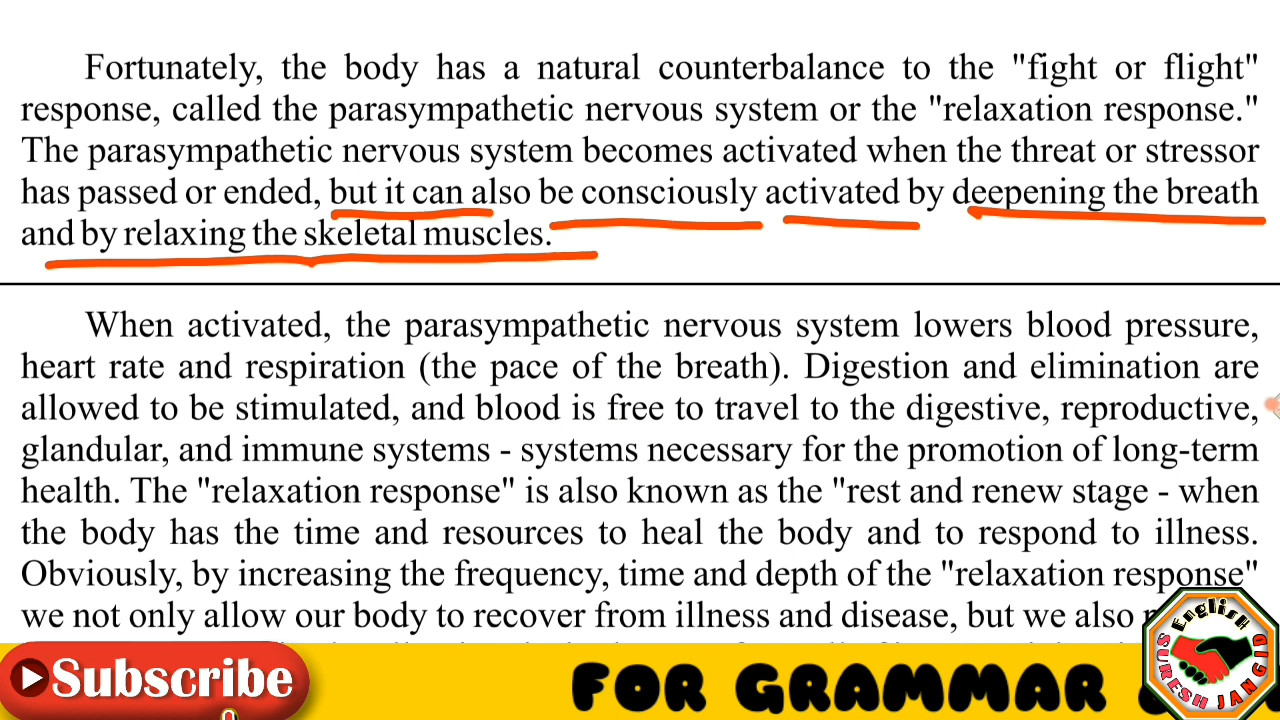 Fortunately, the body has a natural counterbalance to the "fight or flight"
response, called the parasympathetic nervous system or the "relaxation response."
The parasympathetic nervous system becomes activated when the threat or stressor
has passed or ended, but it can also be consciously activated by deepening the breath
and by relaxing the skeletal muscles.
When activated, the parasympathetic nervous system lowers blood pressure,
heart rate and respiration (the pace of the breath). Digestion and elimination are
allowed to be stimulated, and blood is free to travel to the digestive, reproductive,
glandular, and immune systems - systems necessary for the promotion of long-term
health. The "relaxation response" is also known as the "rest and renew stage - when
the body has the time and resources to heal the body and to respond to illness.
Obviously, by increasing the frequency, time and depth of the "relaxation response"
we not only allow our body to recover from illness and disease, but we also
Subscribe
FOR GRAMMAR
English
SURESH JANGID